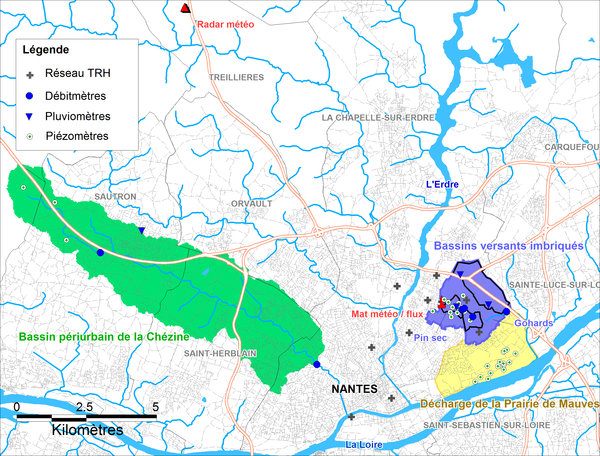 Radar météo
Légende
Réseau TRH
Débitmètres
Pluviomètres
Piézomètres
TREILLIERES
LA CHAPELLE-SUR-ERDRE
CARQUEFOU
L'Erdre
SAUTRON
ORVAULT
Bassins versants imbriqués
SAINTE-LUCE-SUR-LO
Mat météo / flux
Gohards
Pin sec
Bassin périurbain de la Chézine
SAINT-HERBLAIN
NANTES
Décharge de la Prairie de Mauves
0 2.5 5
Kilomètres
SAINT-SEBASTIEN-SUR-LOIRE
La Loire